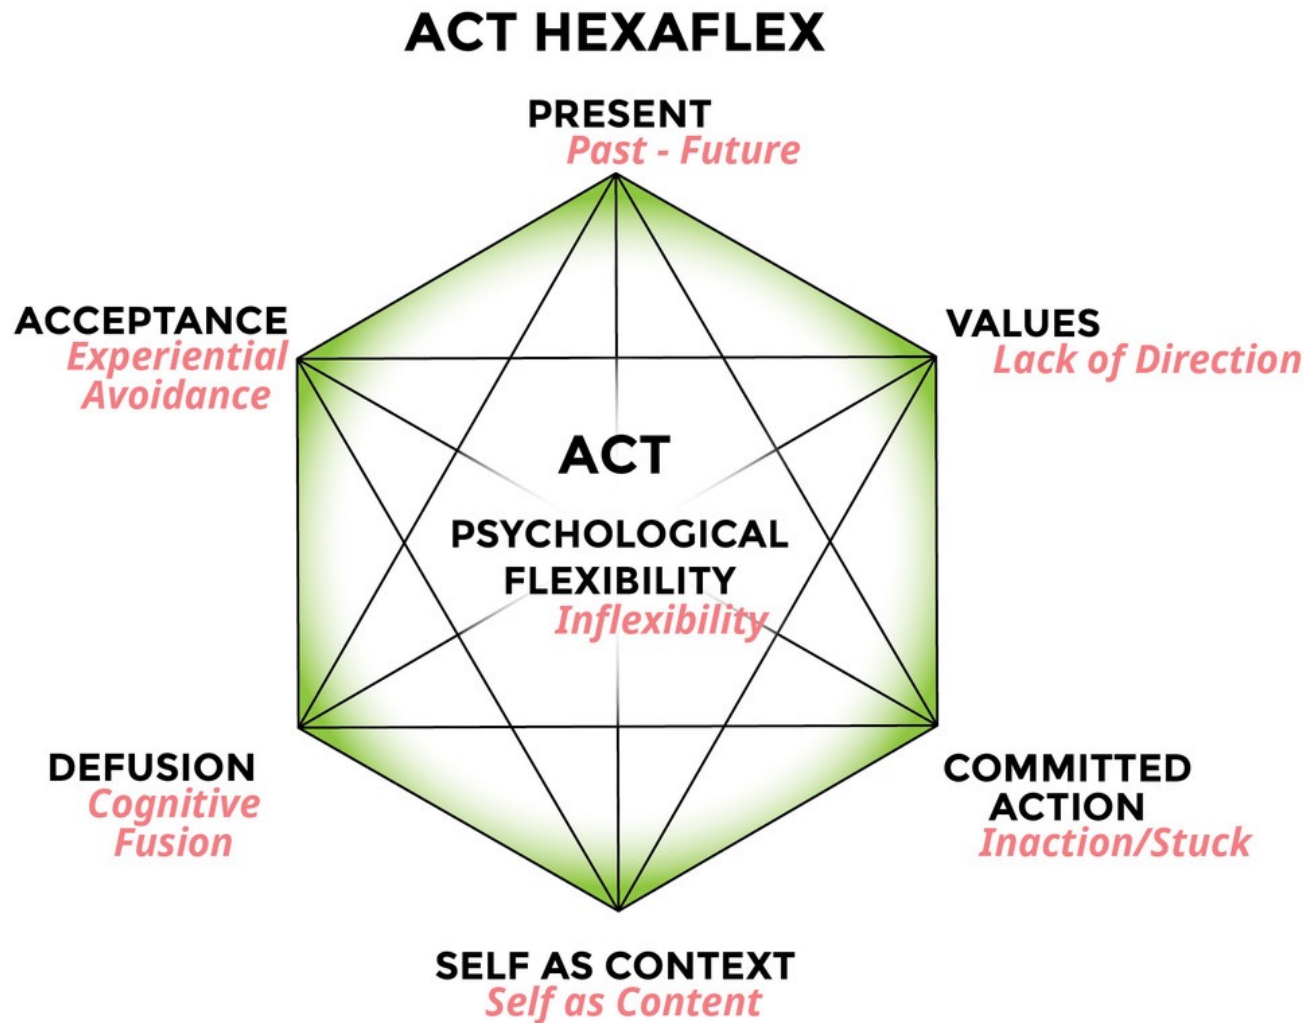 ACT HEXAFLEX
PRESENT
Past - Future
ACCEPTANCE
Experiential
Avoidance
VALUES
Lack of Direction
ACT
PSYCHOLOGICAL
FLEXIBILITY
Inflexibility
DEFUSION
Cognitive
Fusion
COMMITTED
ACTION
Inaction/Stuck
SELF AS CONTEXT
Self as Content